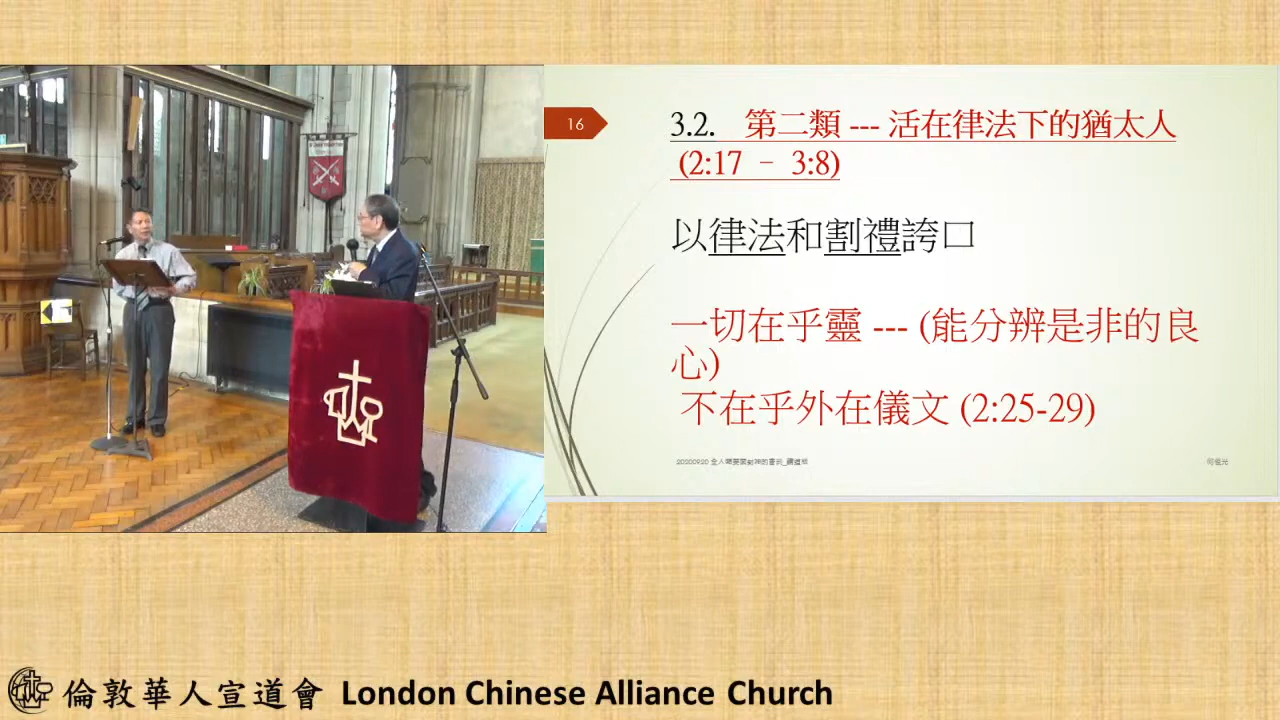 16
3.2. 第二類 --- 活在律法下的猶太人
(2:17 – 3:8)
以律法和割禮誇口
一切在乎靈 --- (能分辨是非的良
心)
不在乎外在儀文 (2:25-29)
倫敦華人宣道會 London Chinese Alliance Church